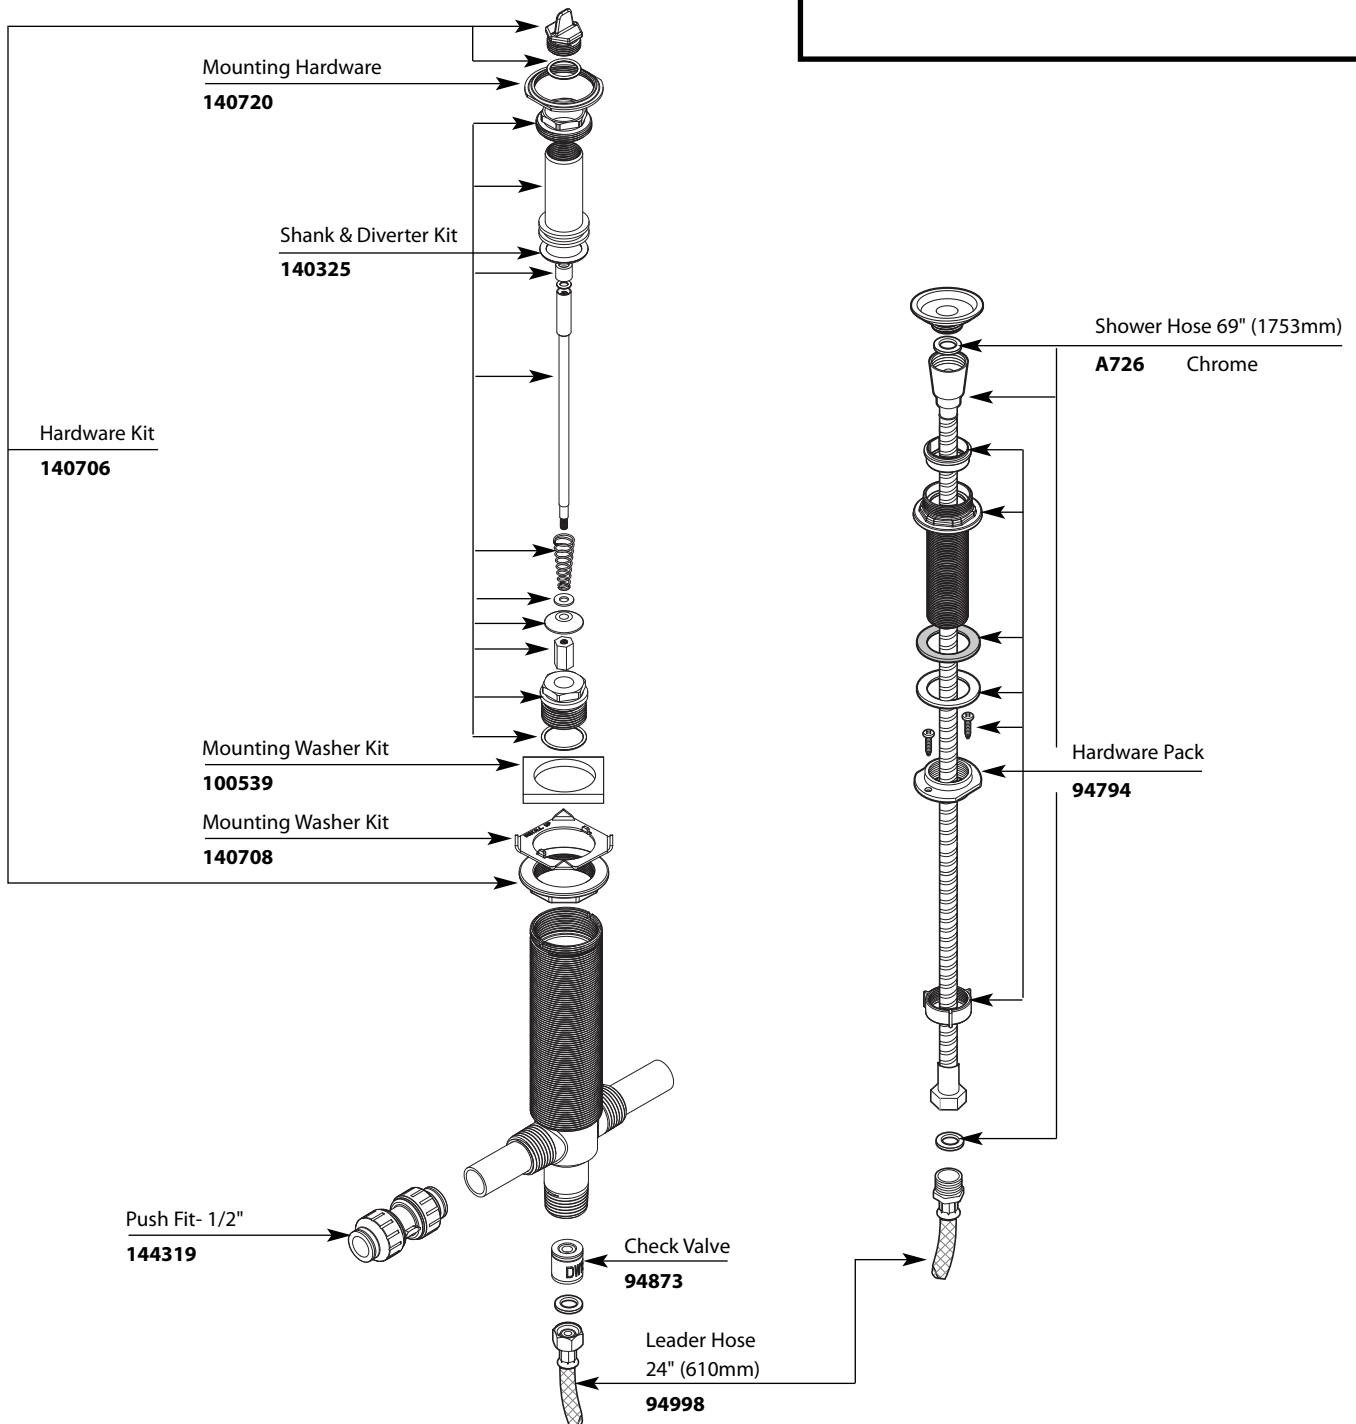 Mounting Hardware
140720
Shank & Diverter Kit
140325
Shower Hose 69" (1753mm)
A726 Chrome
Hardware Kit
140706
Mounting Washer Kit
100539
Hardware Pack
94794
Mounting Washer Kit
140708
Push Fit- 1/2"
144319
Check Valve
94873
Leader Hose
24" (610mm)
94998